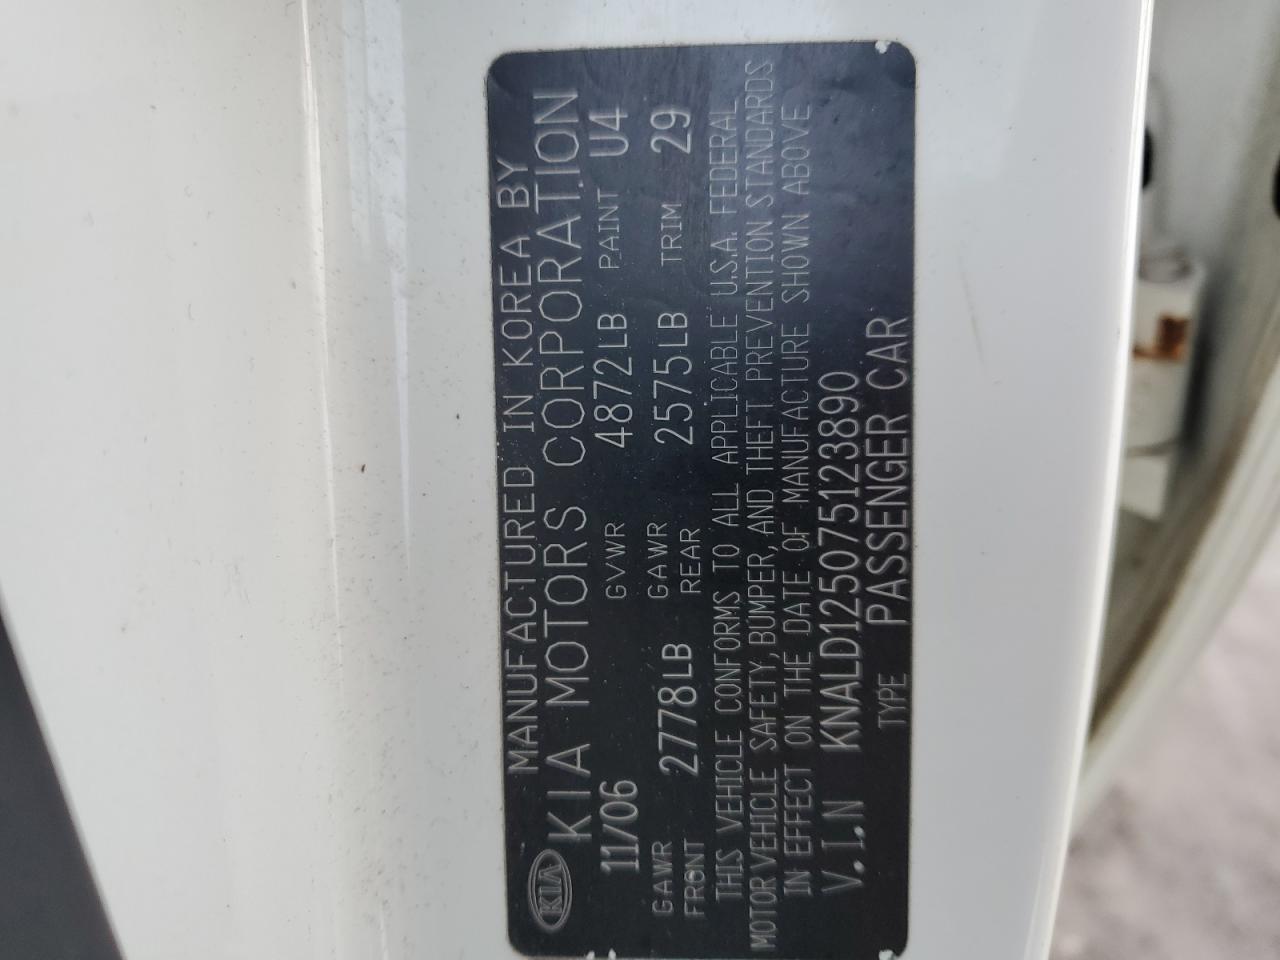 KIA
MANUFACTURED IN KOREA BY
KIA MOTORS CORPORATION
11/06 GVWR 4872LB PAINT U4
GAWR FRONT 2778LB GAWR REAR 2575LB TRIM 29
THIS VEHICLE CONFORMS TO ALL APPLICABLE U.S.A. FEDERAL
MOTOR VEHICLE SAFETY, BUMPER, AND THEFT PREVENTION STANDARDS
IN EFFECT ON THE DATE OF MANUFACTURE SHOWN ABOVE
V.I.N KNALD125075123890
TYPE PASSENGER CAR